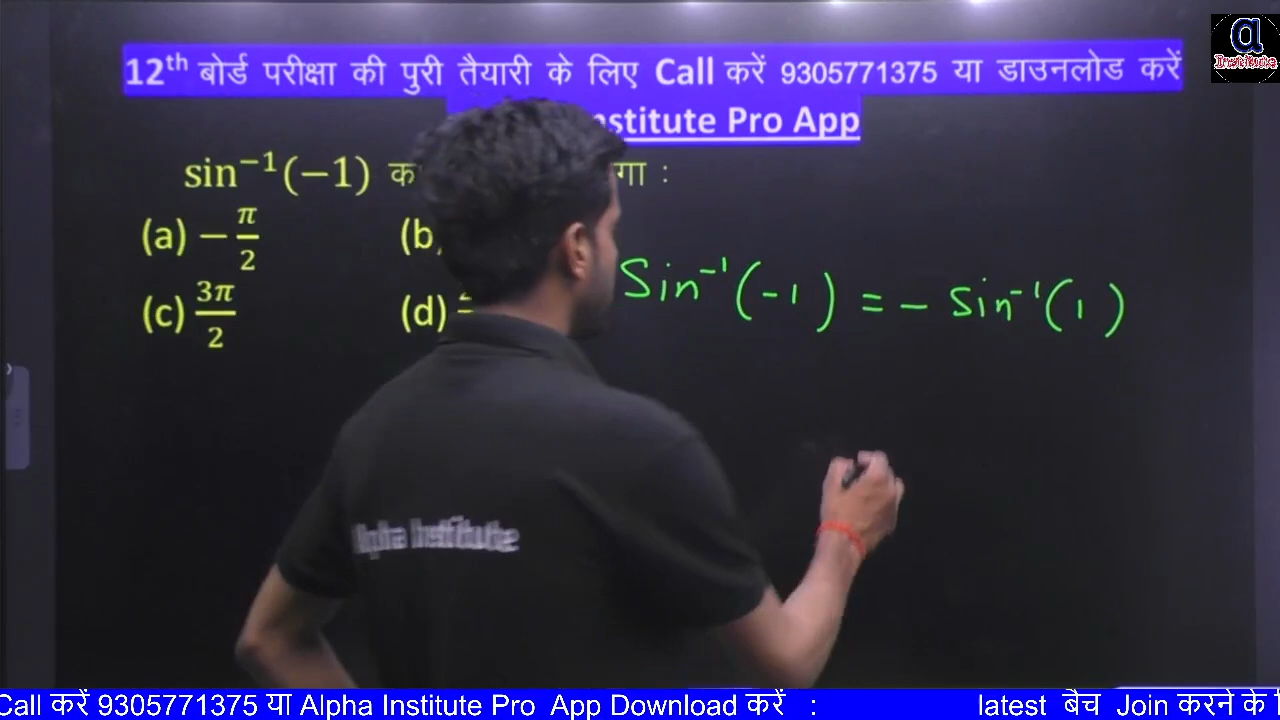 12th बोर्ड परीक्षा की पुरी तैयारी के लिए Call करें 9305771375 या डाउनलोड करें
α
Institute
Pro App
sin⁻¹(−1)
:
(a) −π/2
(c) 3π/2
(d)
Sin⁻¹(-1) = - Sin⁻¹(1)
Alpha Institute
Call करें 9305771375 या Alpha Institute Pro App Download करें : latest बैच Join करने के